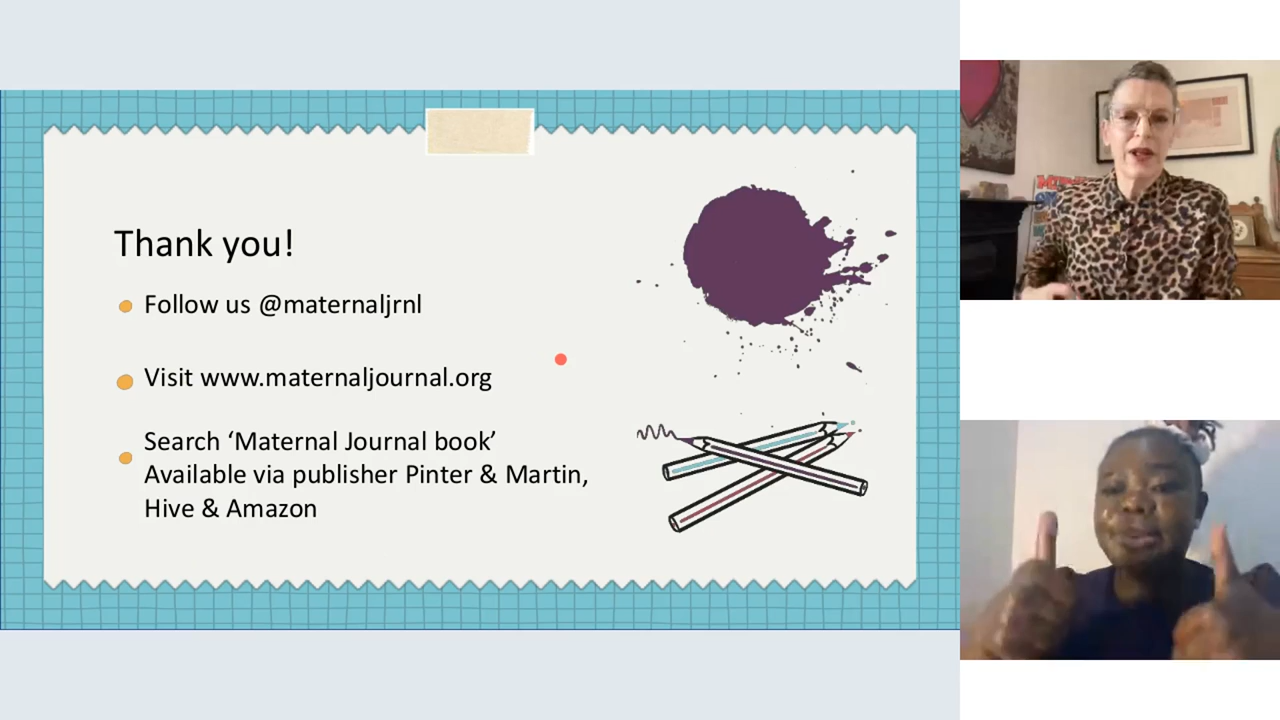 Thank you!
Follow us @maternaljrnl
Visit www.maternaljournal.org
Search ‘Maternal Journal book’
Available via publisher Pinter & Martin,
Hive & Amazon